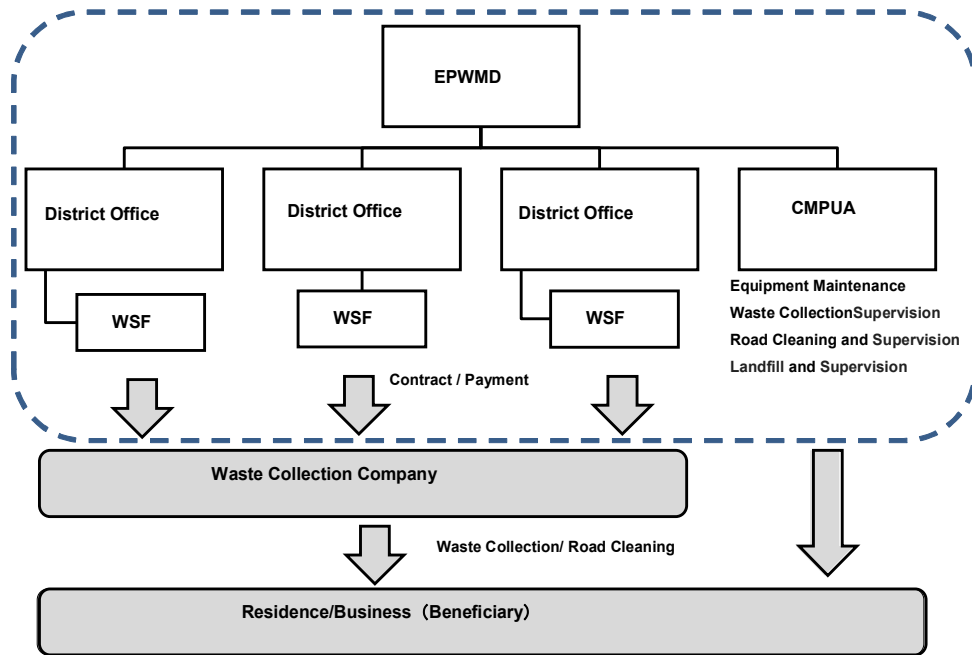 EPWMD
District Office
District Office
District Office
CMPUA
WSF
WSF
WSF
Equipment Maintenance
Waste CollectionSupervision
Road Cleaning and Supervision
Landfill and Supervision
Contract / Payment
Waste Collection Company
Waste Collection/ Road Cleaning
Residence/Business（Beneficiary）